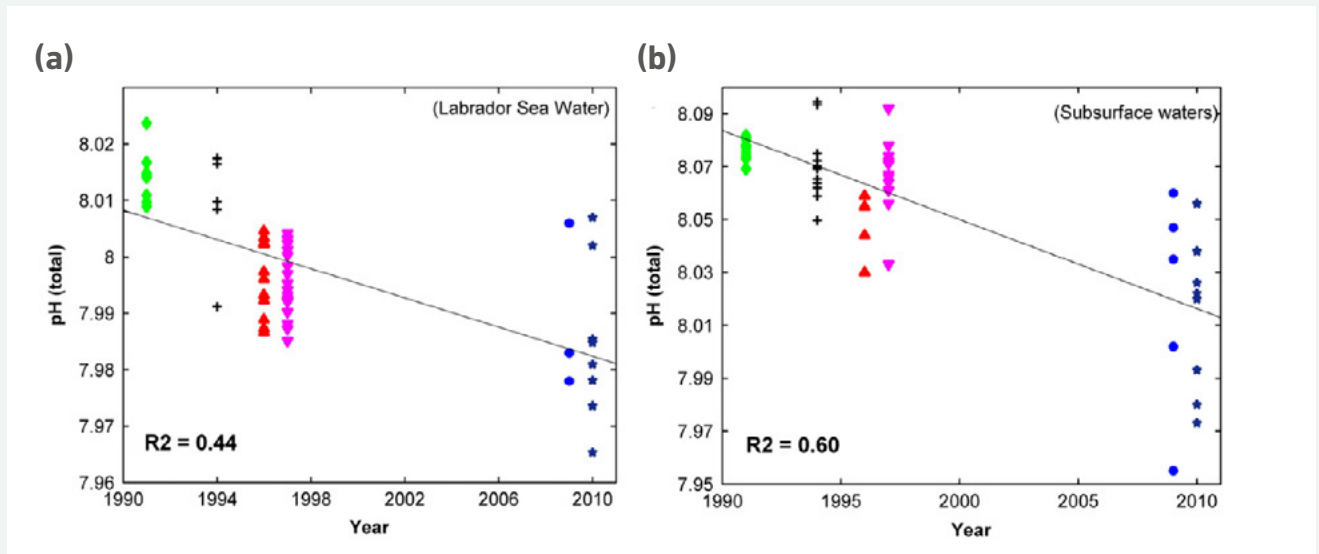 (a)
(Labrador Sea Water)
8.02
8.01
8
7.99
7.98
7.97
7.96
pH (total)
R2 = 0.44
1990
1994
1998
2002
2006
2010
Year
(b)
(Subsurface waters)
8.09
8.07
8.05
8.03
8.01
7.99
7.97
7.95
pH (total)
R2 = 0.60
1990
1995
2000
2005
2010
Year